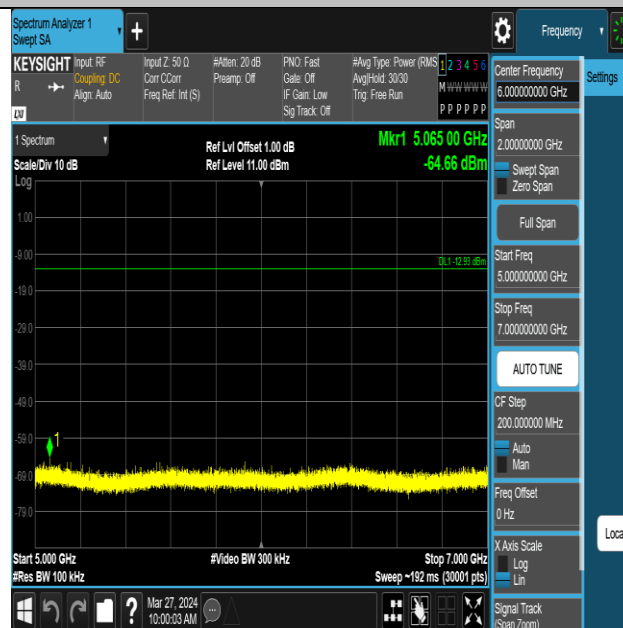 Spectrum Analyzer 1
Swept SA
Frequency
KEYSIGHT
R
LXI
Input: RF
Coupling: DC
Align: Auto
Input Z: 50 Ω
Corr CCorr
Freq Ref: Int (S)
#Atten: 20 dB
Preamp: Off
PNO: Fast
Gate: Off
IF Gain: Low
Sig Track: Off
#Avg Type: Power (RMS
Avg|Hold: 30/30
Trig: Free Run
1 2 3 4 5 6
M W W W W W
P P P P P P
1 Spectrum
Scale/Div 10 dB
Log
Ref Lvl Offset 1.00 dB
Ref Level 11.00 dBm
Mkr1 5.065 00 GHz
-64.66 dBm
1.00
-9.00
DL1 -12.93 dBm
-19.0
-29.0
-39.0
-49.0
-59.0
1
-69.0
-79.0
Start 5.000 GHz
#Res BW 100 kHz
#Video BW 300 kHz
Stop 7.000 GHz
Sweep ~192 ms (30001 pts)
Center Frequency
6.000000000 GHz
Settings
Span
2.00000000 GHz
Swept Span
Zero Span
Full Span
Start Freq
5.000000000 GHz
Stop Freq
7.000000000 GHz
AUTO TUNE
CF Step
200.000000 MHz
Auto
Man
Freq Offset
0 Hz
X Axis Scale
Log
Lin
Loca
Signal Track
(Span Zoom)
?
Mar 27, 2024
10:00:03 AM